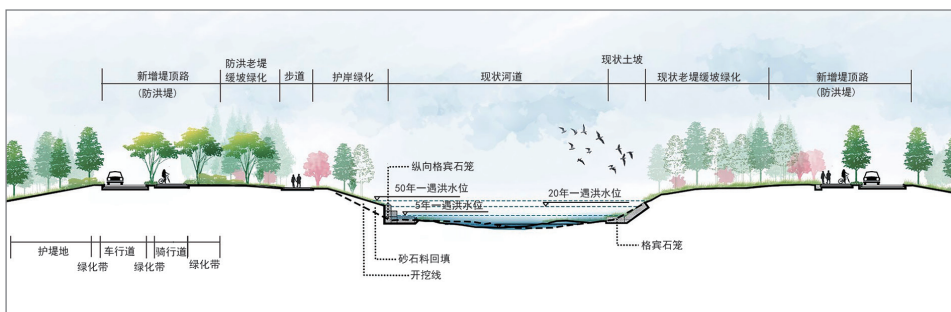 新增堤顶路
(防洪堤)
防洪老堤
缓坡绿化
步道
护岸绿化
现状河道
现状土坡
现状老堤缓坡绿化
新增堤顶路
(防洪堤)
纵向格宾石笼
50年一遇洪水位
5年一遇洪水位
20年一遇洪水位
护堤地
绿化带
车行道
绿化带
骑行道
绿化带
砂石料回填
开挖线
格宾石笼